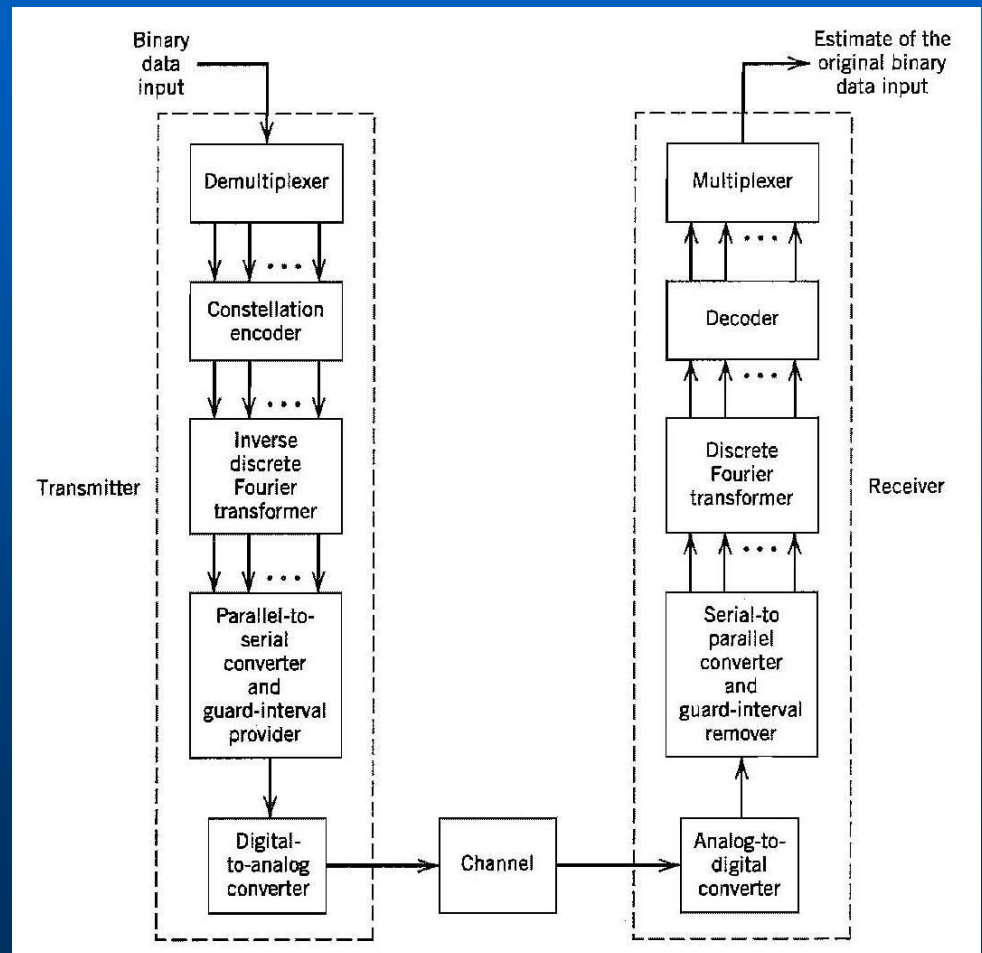 Binary
data
input
Estimate of the
original binary
data input
Demultiplexer
Multiplexer
Constellation
encoder
Decoder
Inverse
discrete
Fourier
transformer
Discrete
Fourier
transformer
Transmitter
Receiver
Parallel-to-
serial
converter
and
guard-interval
provider
Serial-to
parallel
converter
and
guard-interval
remover
Digital-
to-analog
converter
Channel
Analog-to-
digital
converter